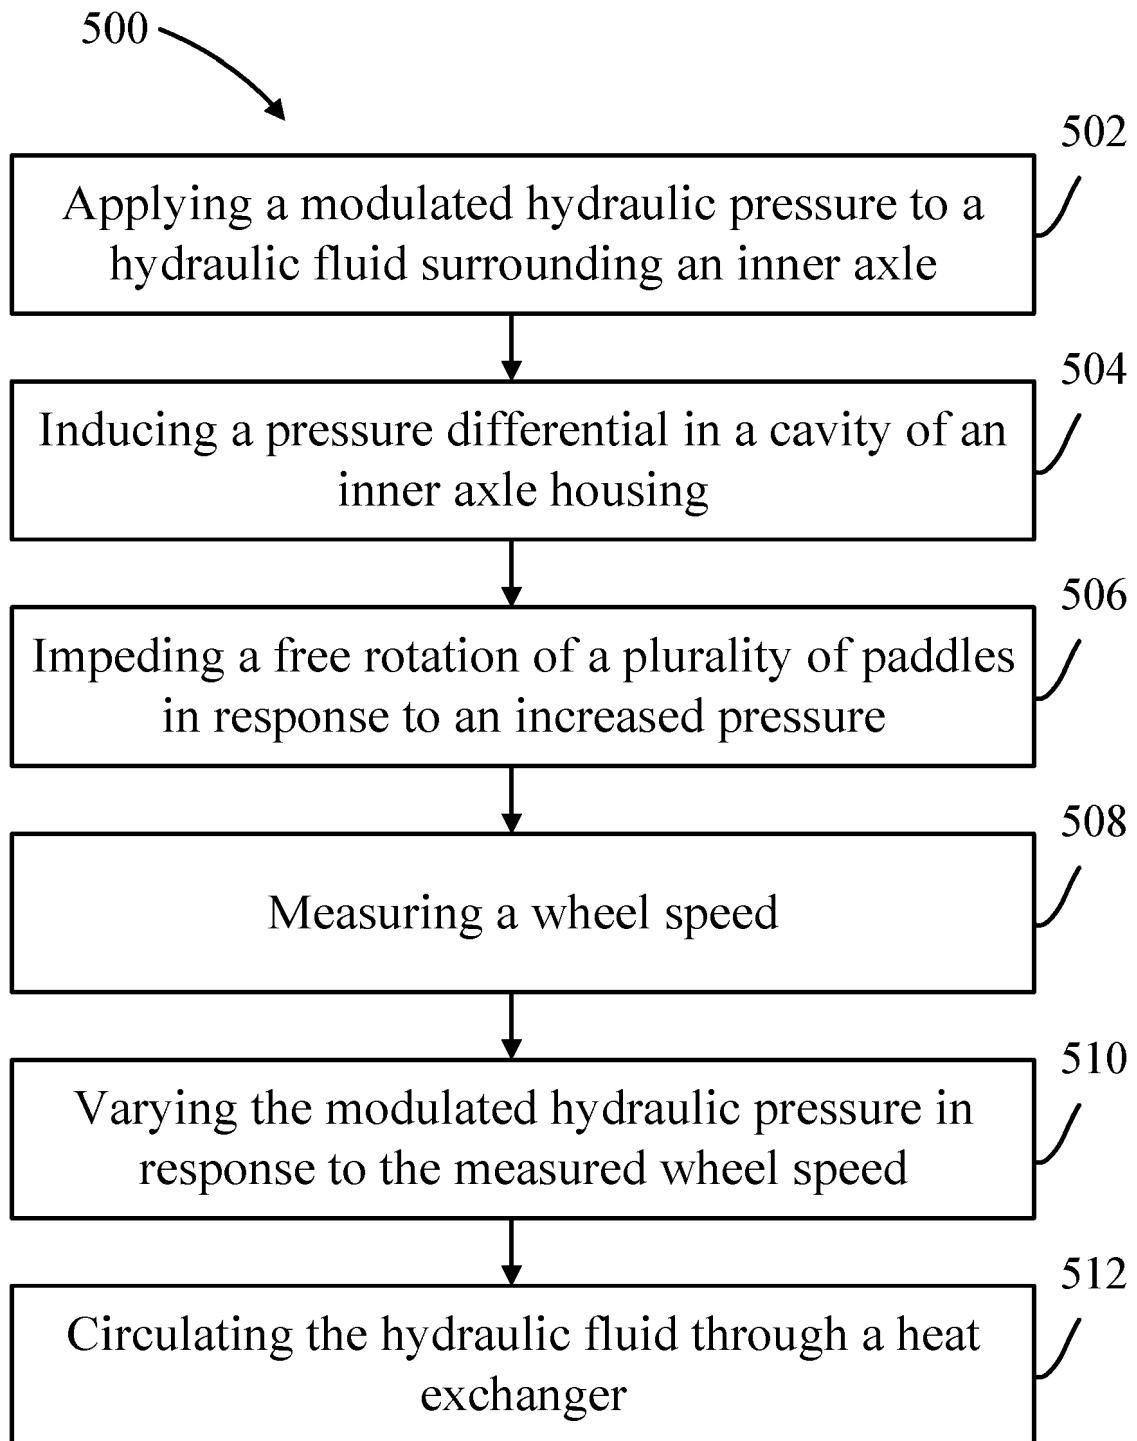 500
502
Applying a modulated hydraulic pressure to a
hydraulic fluid surrounding an inner axle
504
Inducing a pressure differential in a cavity of an
inner axle housing
506
Impeding a free rotation of a plurality of paddles
in response to an increased pressure
508
Measuring a wheel speed
510
Varying the modulated hydraulic pressure in
response to the measured wheel speed
512
Circulating the hydraulic fluid through a heat
exchanger